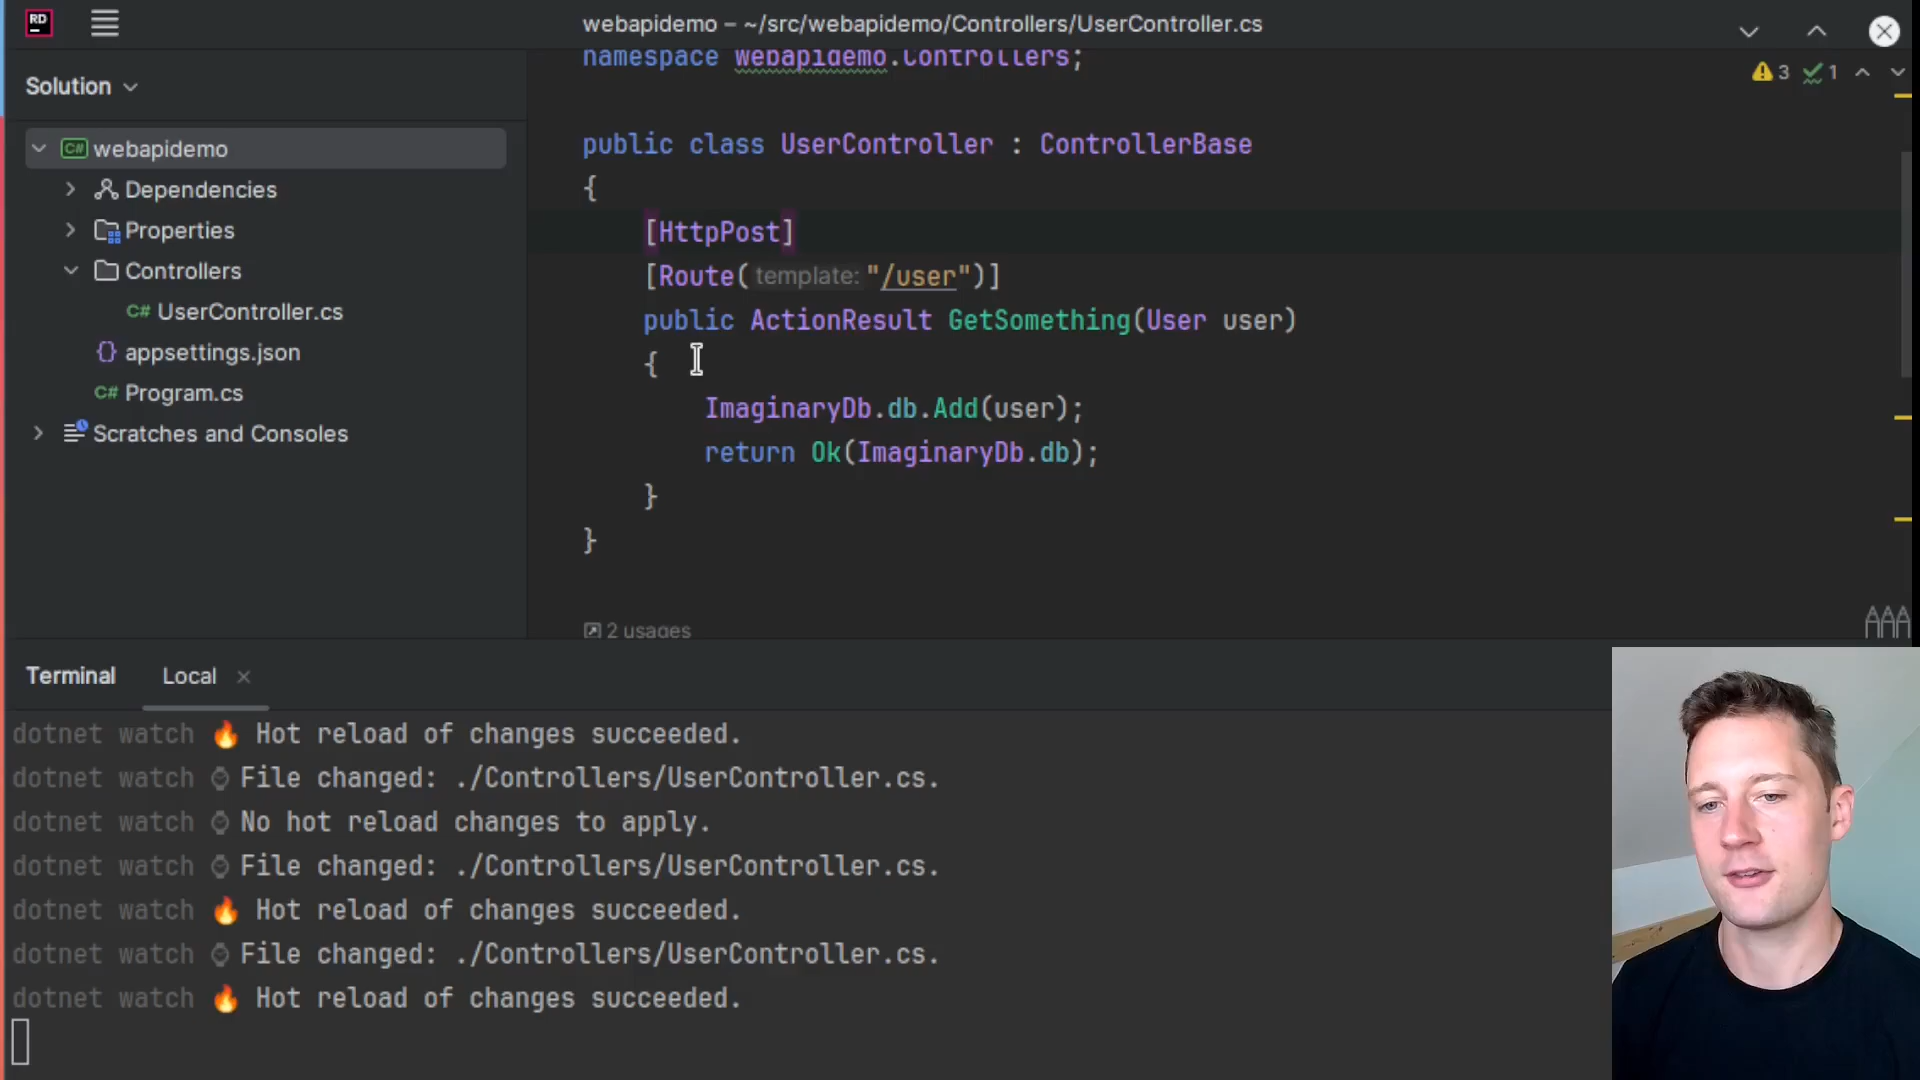 RD
webapidemo – ~/src/webapidemo/Controllers/UserController.cs
Solution
webapidemo
Dependencies
Properties
Controllers
C# UserController.cs
{} appsettings.json
C# Program.cs
Scratches and Consoles
namespace webapidemo.Controllers;
3 1
public class UserController : ControllerBase
{
[HttpPost]
[Route( template: "/user")]
public ActionResult GetSomething(User user)
{
ImaginaryDb.db.Add(user);
return Ok(ImaginaryDb.db);
}
}
2 usages
Terminal Local
dotnet watch 🔥 Hot reload of changes succeeded.
dotnet watch ⌚ File changed: ./Controllers/UserController.cs.
dotnet watch ⌚ No hot reload changes to apply.
dotnet watch ⌚ File changed: ./Controllers/UserController.cs.
dotnet watch 🔥 Hot reload of changes succeeded.
dotnet watch ⌚ File changed: ./Controllers/UserController.cs.
dotnet watch 🔥 Hot reload of changes succeeded.